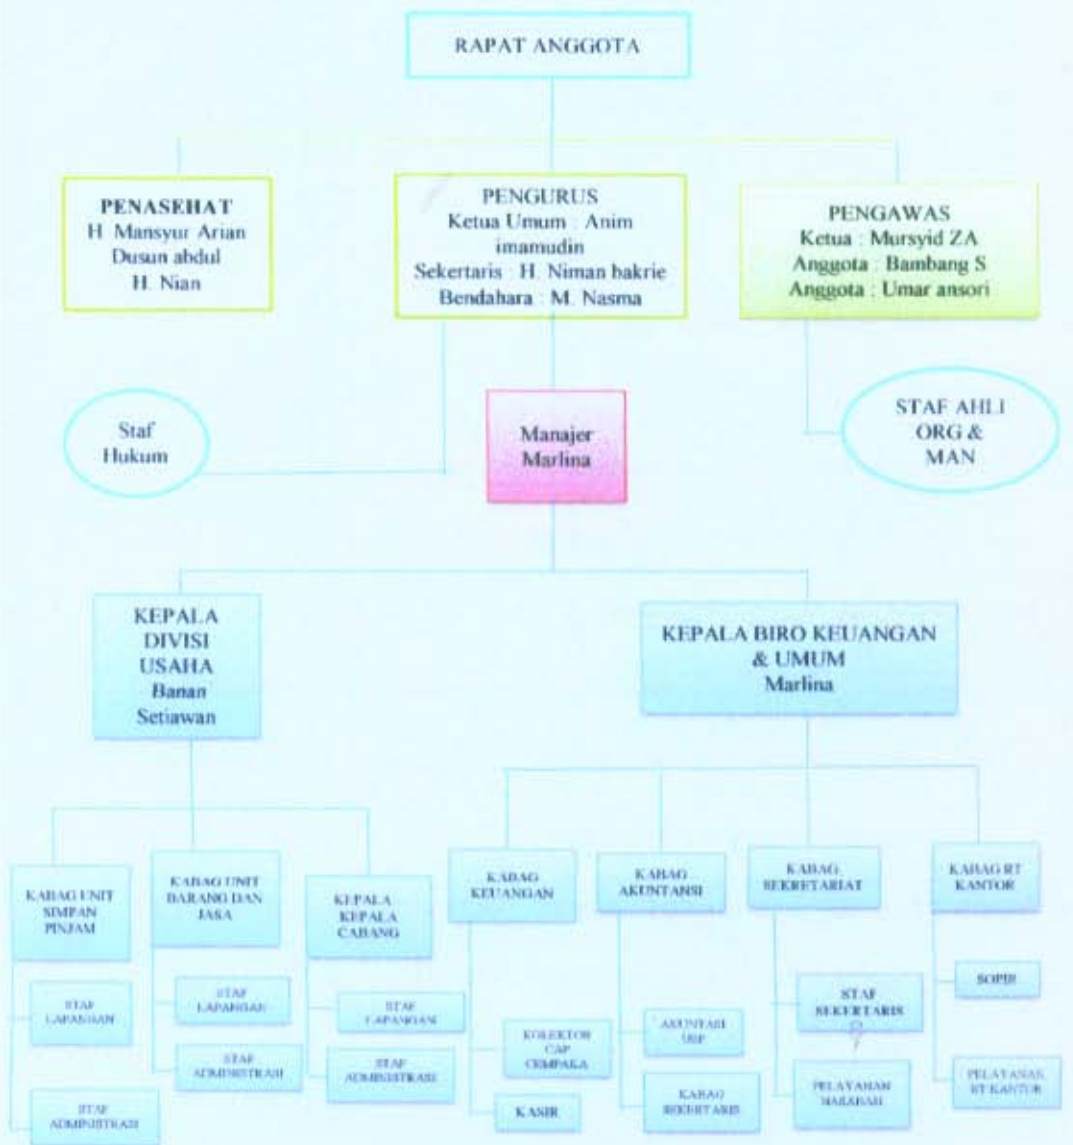 RAPAT ANGGOTA
PENASEHAT
H. Mansyur Arian
Dusun abdul
H. Nian
PENGURUS
Ketua Umum : Anim
imamudin
Sekertaris : H. Niman bakrie
Bendahara : M. Nasma
PENGAWAS
Ketua : Mursyid ZA
Anggota : Bambang S
Anggota : Umar ansori
Staf
Hukum
Manajer
Marlina
STAF AHLI
ORG &
MAN
KEPALA
DIVISI
USAHA
Banan
Setiawan
KEPALA BIRO KEUANGAN
& UMUM
Marlina
KABAG UNIT
SIMPAN
PINJAM
KABAG UNIT
BARANG DAN
JASA
KEPALA
KEPALA
CABANG
KABAG
KEUANGAN
KABAG
AKUNTANSI
KABAG
SEKRETARIAT
KABAG RT
KANTOR
STAF
LAPANGAN
STAF
ADMINISTRASI
STAF
LAPANGAN
STAF
ADMINISTRASI
STAF
LAPANGAN
STAF
ADMINISTRASI
KOLEKTOR
CAP
CEMPAKA
KASIR
USP
KABAG
SEKRETARIS
STAF
SEKERTARIS
PELAYANAN
SOPIR
PELAYANAN
RT KANTOR